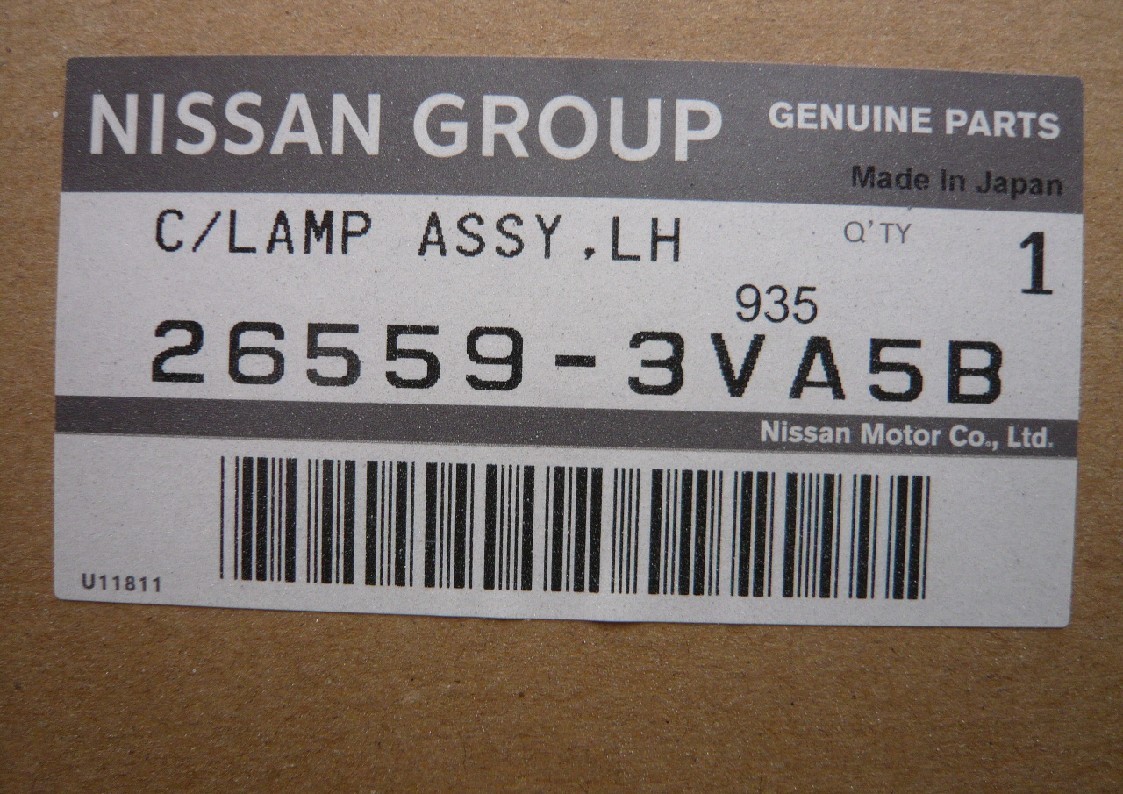 NISSAN GROUP GENUINE PARTS
Made In Japan
C/LAMP ASSY,LH Q'TY 1
935
26559-3VA5B
Nissan Motor Co., Ltd.
U11811